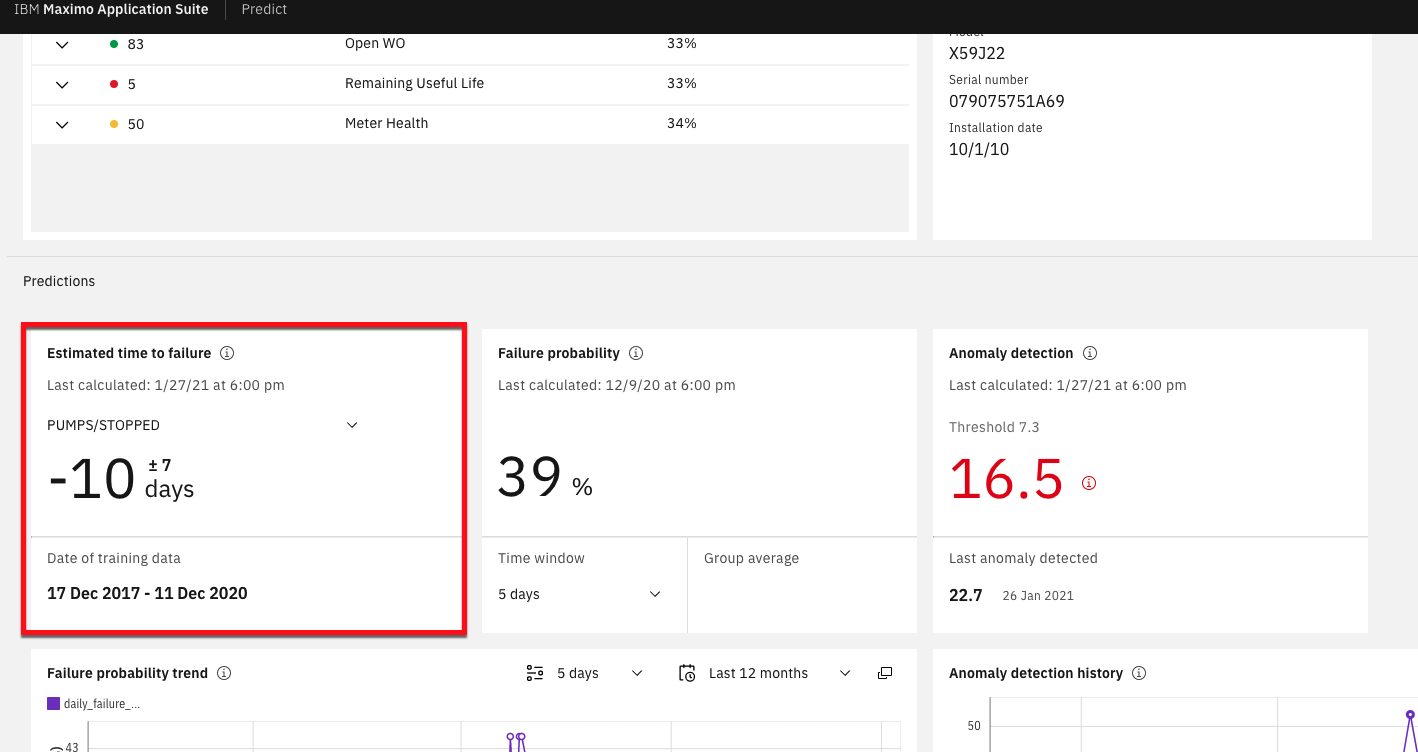 IBM Maximo Application Suite Predict
83 Open WO 33%
5 Remaining Useful Life 33%
50 Meter Health 34%
Model
X59J22
Serial number
079075751A69
Installation date
10/1/10
Predictions
Estimated time to failure
Last calculated: 1/27/21 at 6:00 pm
PUMPS/STOPPED
-10 ± 7 days
Date of training data
17 Dec 2017 - 11 Dec 2020
Failure probability
Last calculated: 12/9/20 at 6:00 pm
39 %
Time window
5 days
Group average
Anomaly detection
Last calculated: 1/27/21 at 6:00 pm
Threshold 7.3
16.5
Last anomaly detected
22.7 26 Jan 2021
Failure probability trend 5 days Last 12 months
daily_failure_...
43
Anomaly detection history
50